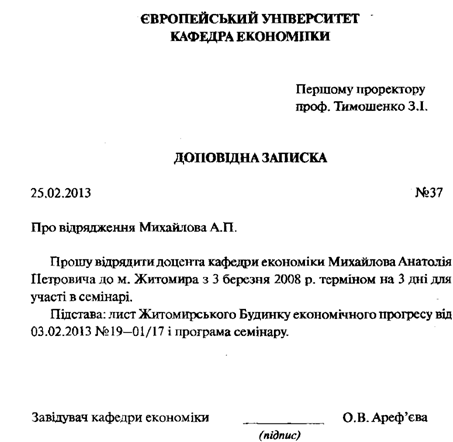 ЄВРОПЕЙСЬКИЙ УНІВЕРСИТЕТ
КАФЕДРА ЕКОНОМІКИ
Першому проректору
проф. Тимошенко З.І.
ДОПОВІДНА ЗАПИСКА
25.02.2013 №37
Про відрядження Михайлова А.П.
Прошу відрядити доцента кафедри економіки Михайлова Анатолія
Петровича до м. Житомира з 3 березня 2008 р. терміном на 3 дні для
участі в семінарі.
Підстава: лист Житомирського Будинку економічного прогресу від
03.02.2013 №19—01/17 і програма семінару.
Завідувач кафедри економіки ____________ О.В. Ареф’єва
(підпис)